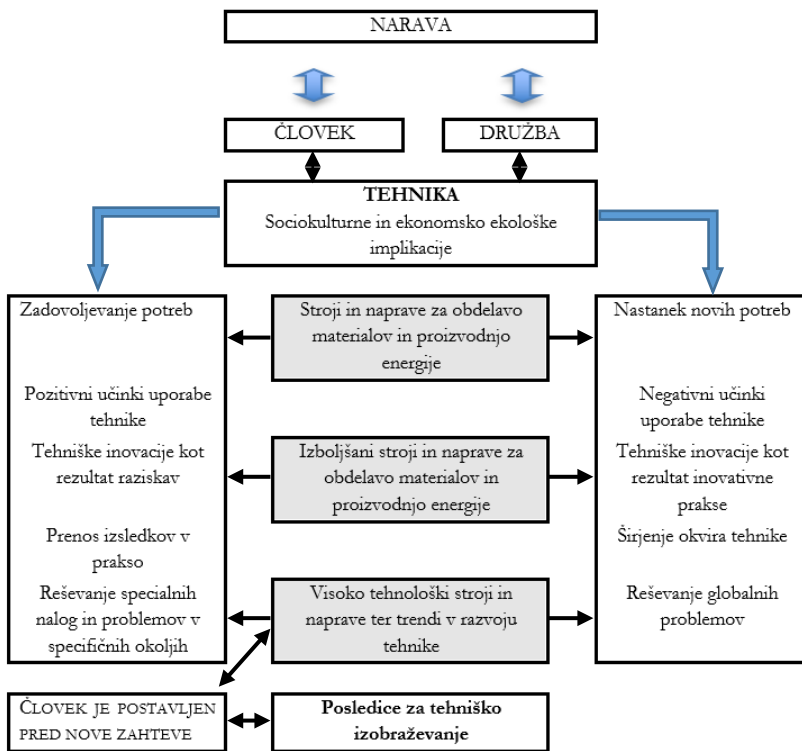 NARAVA
ČLOVEK
DRUŽBA
TEHNIKA
Sociokulturne in ekonomsko ekološke
implikacije
Zadovoljevanje potreb
Pozitivni učinki uporabe
tehnike
Tehniške inovacije kot
rezultat raziskav
Prenos izsledkov v
prakso
Reševanje specialnih
nalog in problemov v
specifičnih okoljih
Stroji in naprave za obdelavo
materialov in proizvodnjo
energije
Izboljšani stroji in naprave za
obdelavo materialov in
proizvodnjo energije
Visoko tehnološki stroji in
naprave ter trendi v razvoju
tehnike
Nastanek novih potreb
Negativni učinki
uporabe tehnike
Tehniške inovacije kot
rezultat inovativne
prakse
Širjenje okvira tehnike
Reševanje globalnih
problemov
ČLOVEK JE POSTAVLJEN
PRED NOVE ZAHTEVE
Posledice za tehniško
izobraževanje